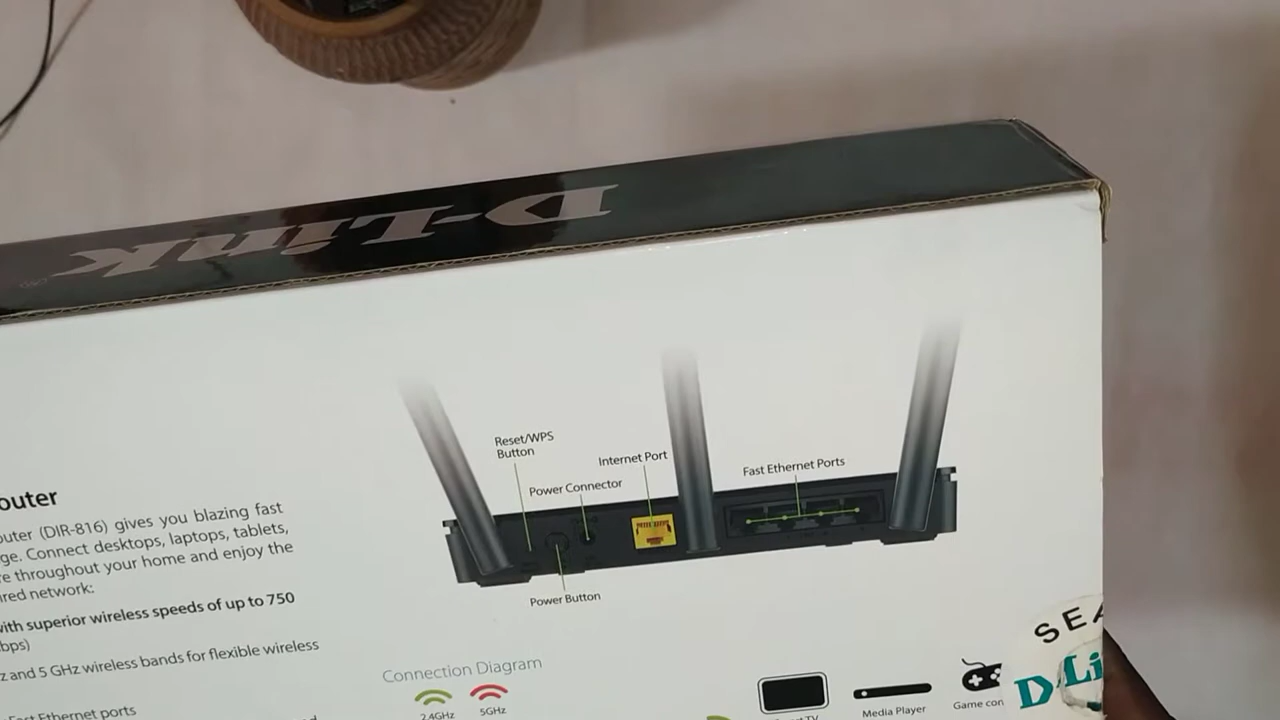 D-Link®
Reset/WPS
Button
Power Connector
Internet Port
Fast Ethernet Ports
Power Button
outer
outer (DIR-816) gives you blazing fast
ge. Connect desktops, laptops, tablets,
re throughout your home and enjoy the
ired network:
with superior wireless speeds of up to 750
bps)
z and 5 GHz wireless bands for flexible wireless
Fast Ethernet ports
Connection Diagram
2.4GHz
5GHz
TV
Media Player
Game con
SEA
D-Li